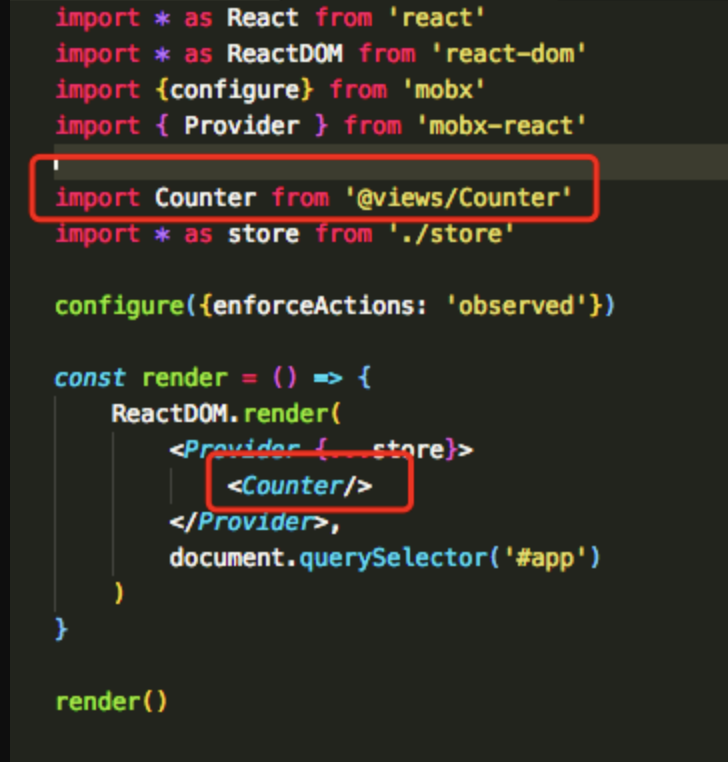 import * as React from 'react'
import * as ReactDOM from 'react-dom'
import {configure} from 'mobx'
import { Provider } from 'mobx-react'
import Counter from '@views/Counter'
import * as store from './store'
configure({enforceActions: 'observed'})
const render = () => {
ReactDOM.render(
<Provider {...store}>
<Counter/>
</Provider>,
document.querySelector('#app')
)
}
render()